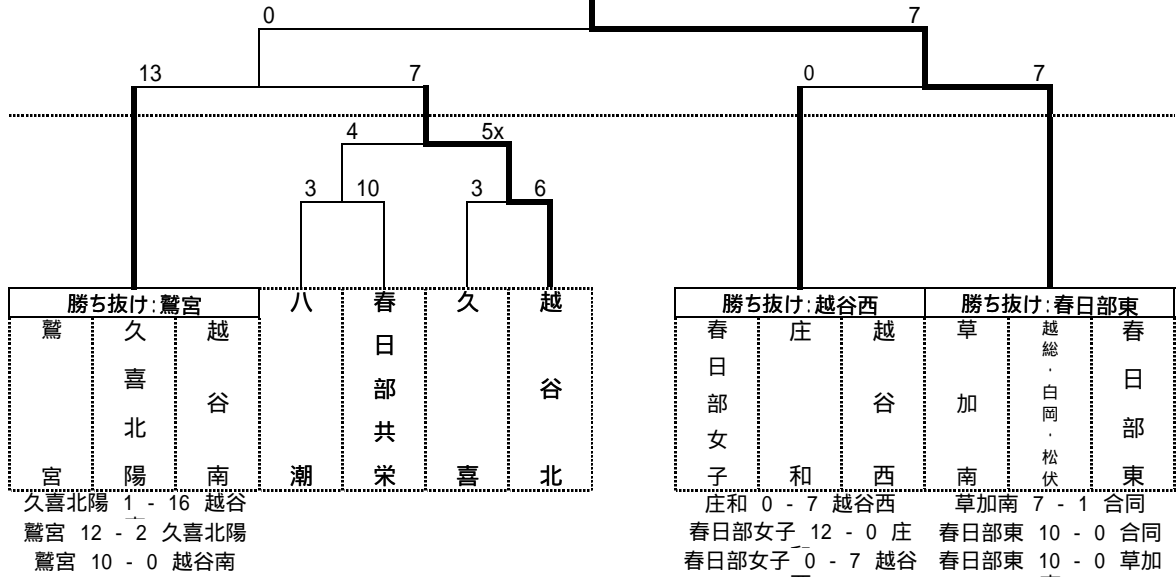 0 7
13 7 0 7
4 5x
3 10 3 6
勝ち抜け:鷲宮
勝ち抜け:越谷西
勝ち抜け:春日部東
鷲宮
久喜北陽
越谷南
八潮
春日部共栄
久喜
越谷北
春日部女子
庄和
越谷西
草加南
越総・白岡・松伏
春日部東
久喜北陽 1 - 16 越谷
鷲宮 12 - 2 久喜北陽
鷲宮 10 - 0 越谷南
庄和 0 - 7 越谷西
春日部女子 12 - 0 庄
春日部女子 0 - 7 越谷
草加南 7 - 1 合同
春日部東 10 - 0 合同
春日部東 10 - 0 草加